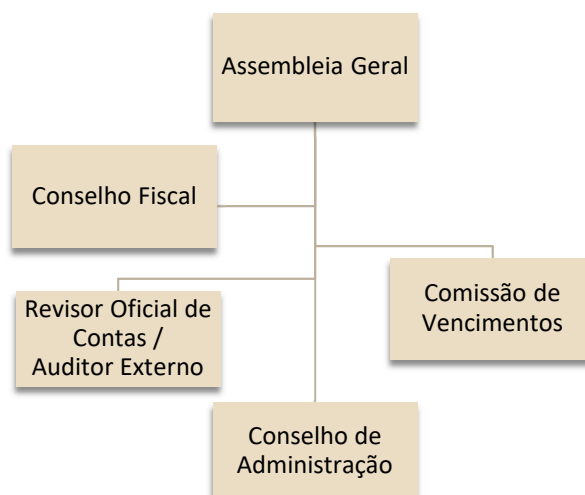 Assembleia Geral
Conselho Fiscal
Comissão de
Vencimentos
Revisor Oficial de
Contas /
Auditor Externo
Conselho de
Administração